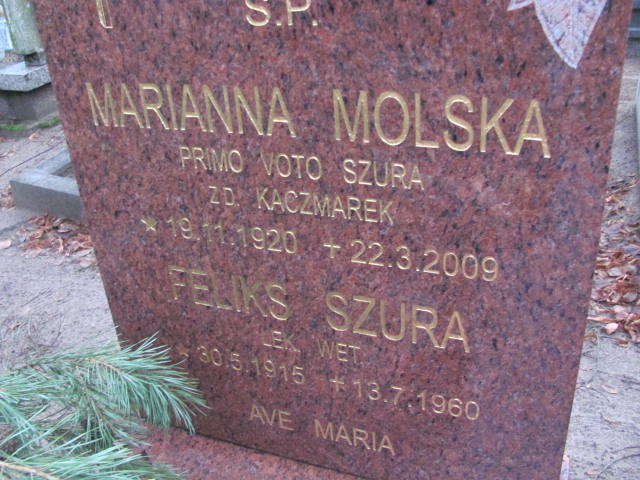 Ś.P.
MARIANNA MOLSKA
PRIMO VOTO SZURA
Z D. KACZMAREK
* 19.11.1920 + 22.3.2009
FELIKS SZURA
LEK. WET.
* 30.5.1915 + 13.7.1960
AVE MARIA